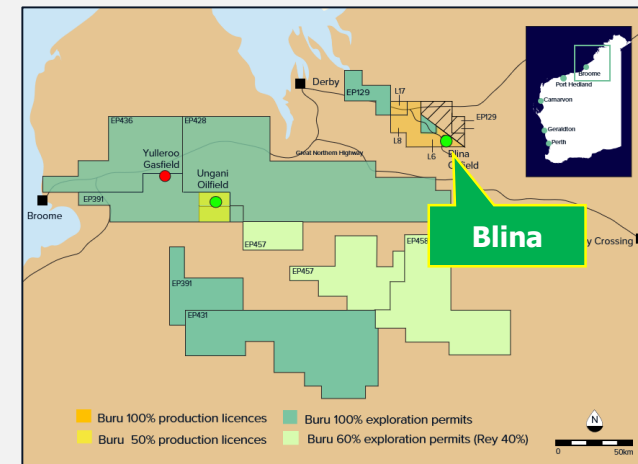 Derby
L17
EP129
EP129
L8
L6
Blina
Oilfield
EP436
EP428
Great Northern Highway
Yulleroo
Gasfield
Ungani
Oilfield
EP391
Broome
Blina
y Crossing
EP457
EP458
EP457
EP391
EP431
Broome
Port Hedland
Carnarvon
Geraldton
Perth
Buru 100% production licences
Buru 100% exploration permits
Buru 50% production licences
Buru 60% exploration permits (Rey 40%)
N
0 50km